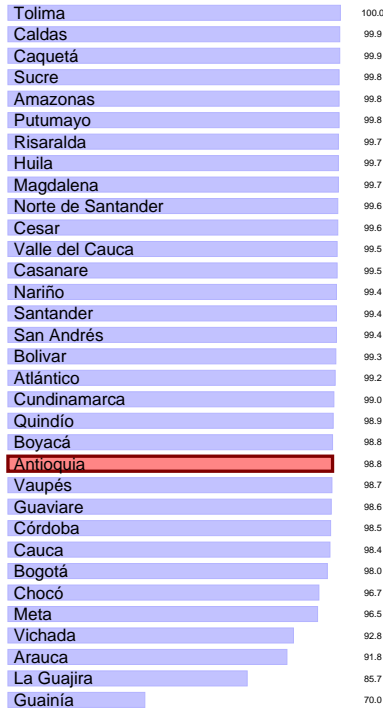 Tolima 100.0
Caldas 99.9
Caquetá 99.9
Sucre 99.8
Amazonas 99.8
Putumayo 99.8
Risaralda 99.7
Huila 99.7
Magdalena 99.7
Norte de Santander 99.6
Cesar 99.6
Valle del Cauca 99.5
Casanare 99.5
Nariño 99.4
Santander 99.4
San Andrés 99.4
Bolivar 99.3
Atlántico 99.2
Cundinamarca 99.0
Quindío 98.9
Boyacá 98.8
Antioquia 98.8
Vaupés 98.7
Guaviare 98.6
Córdoba 98.5
Cauca 98.4
Bogotá 98.0
Chocó 96.7
Meta 96.5
Vichada 92.8
Arauca 91.8
La Guajira 85.7
Guainía 70.0